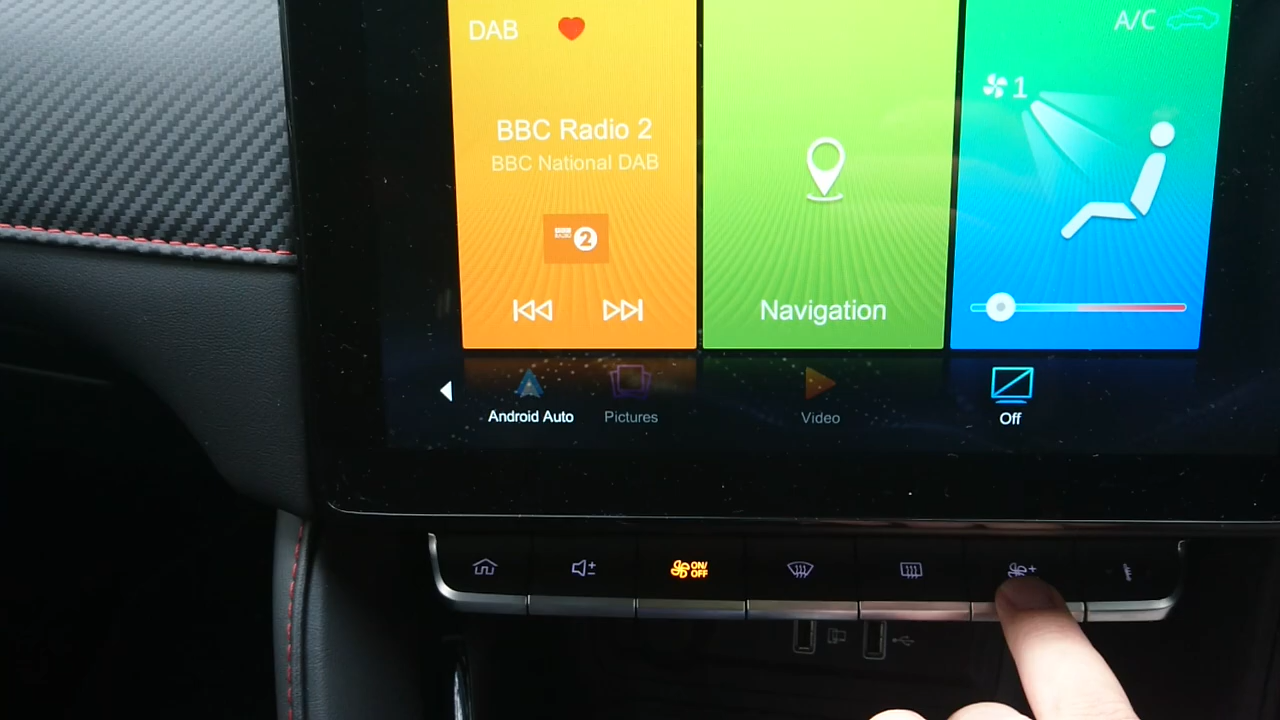 DAB
A/C
1
BBC Radio 2
BBC National DAB
2
Navigation
Android Auto
Pictures
Video
Off
ON/
OFF